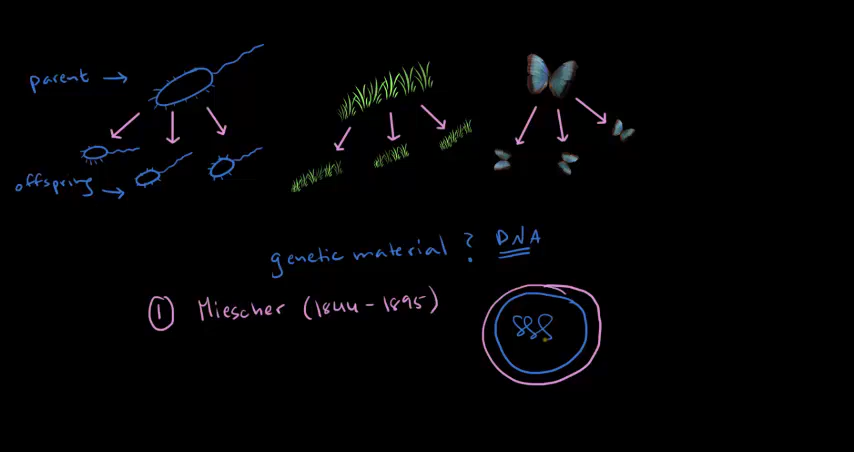 parent →
offspring →
genetic material ? DNA
① Miescher (1844-1895)